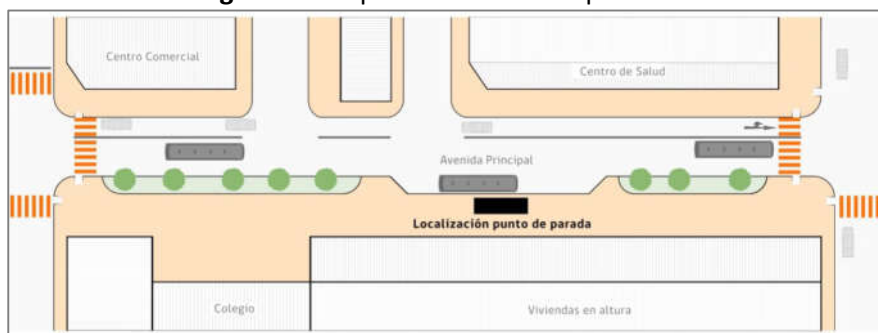 Centro Comercial
Centro de Salud
Avenida Principal
Localización punto de parada
Colegio
Viviendas en altura